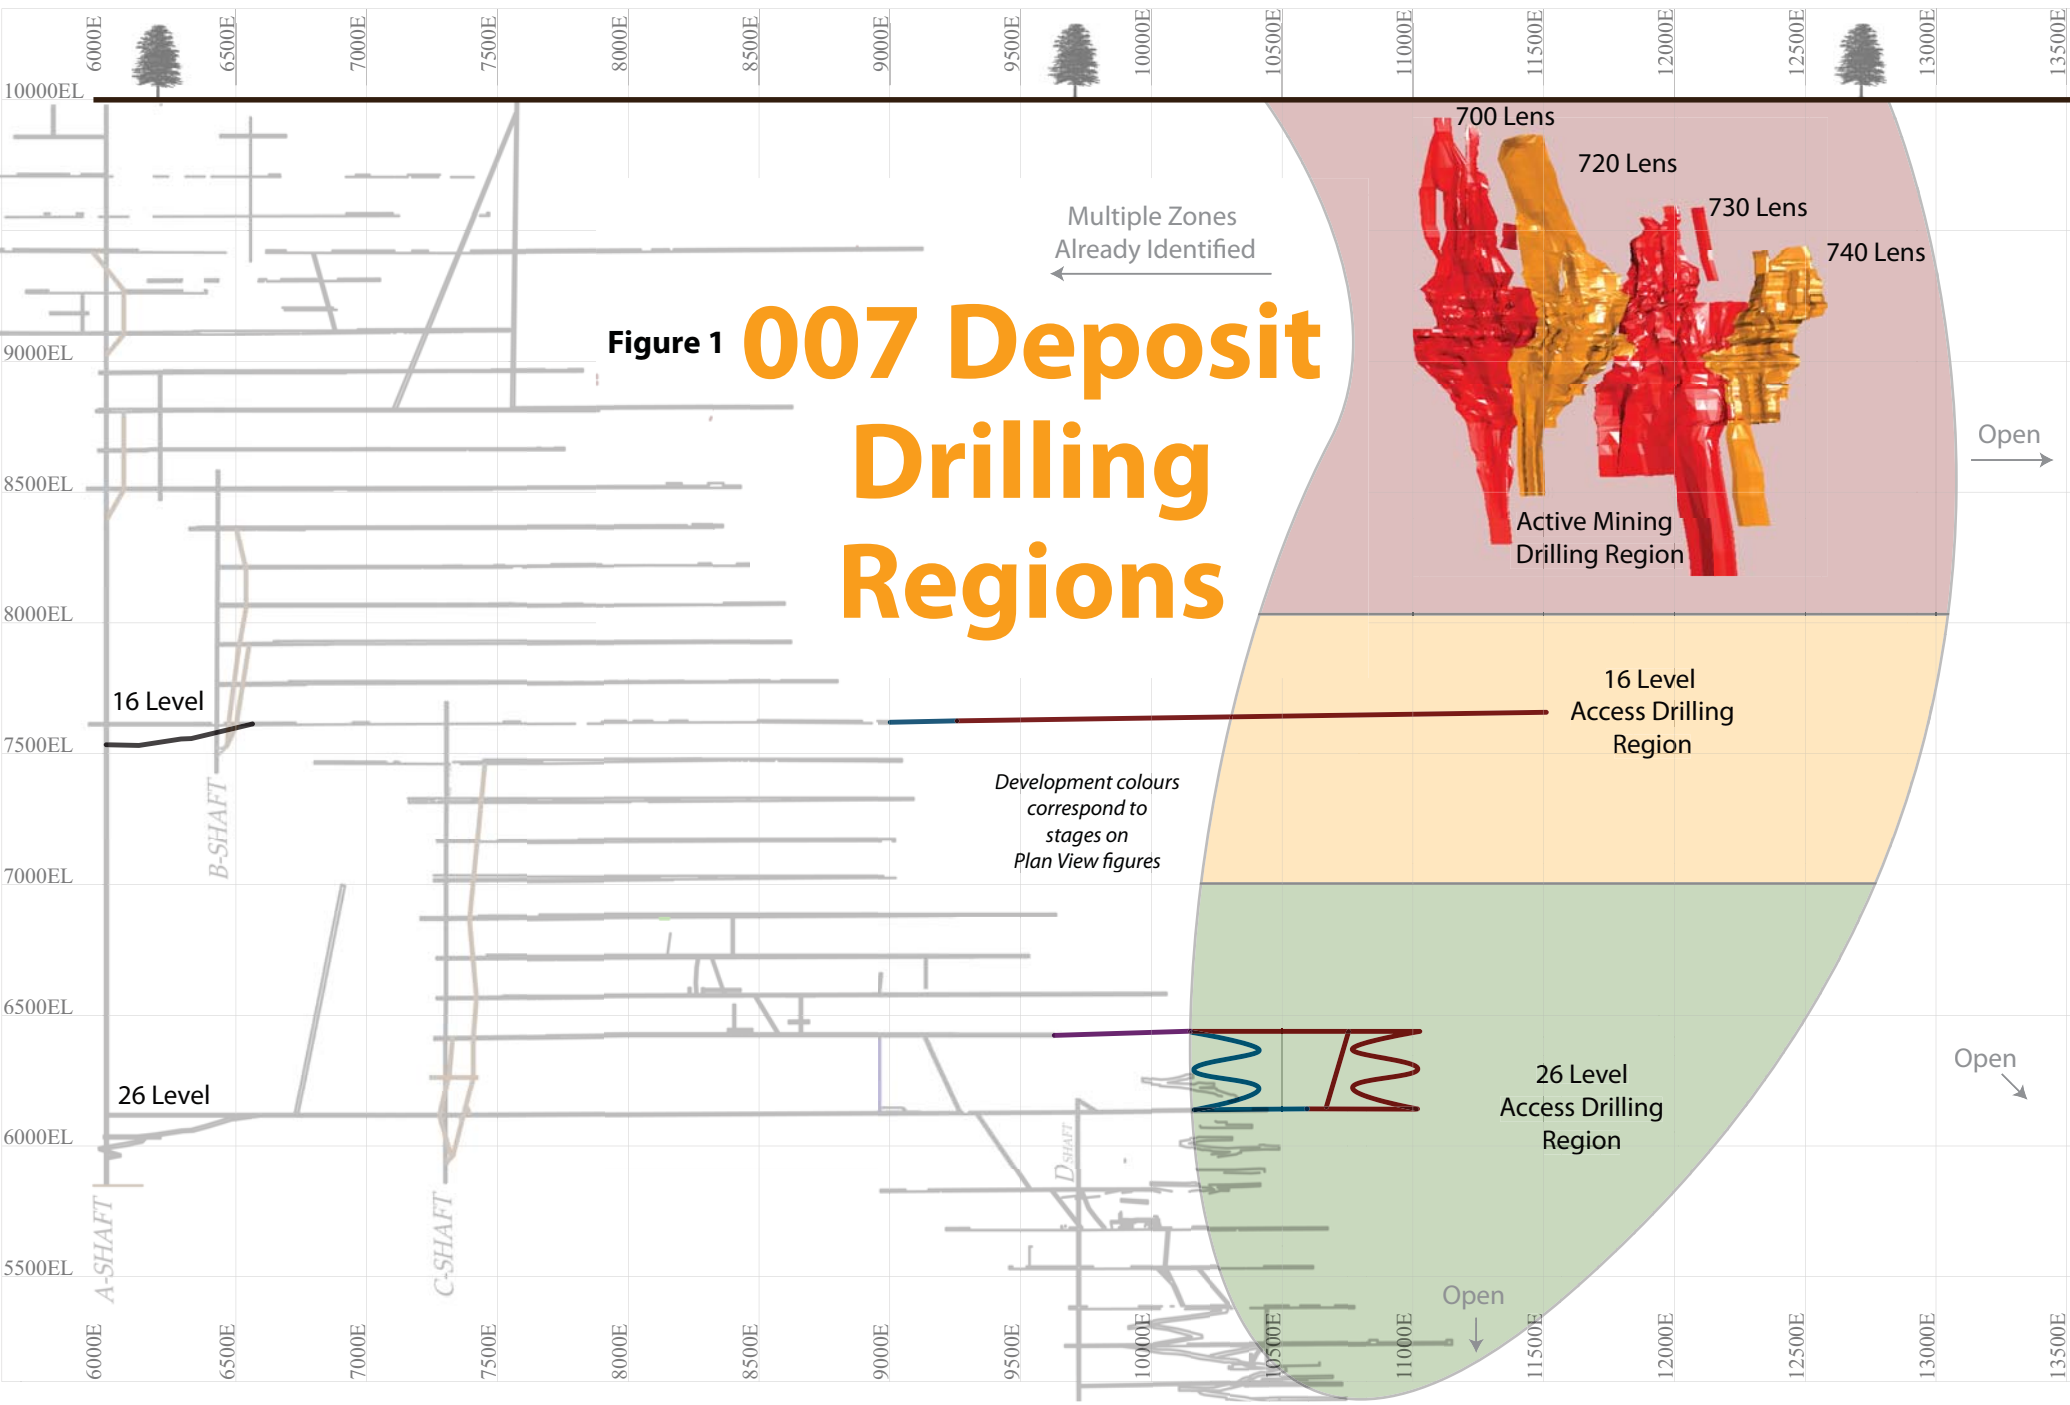 6000E
6500E
7000E
7500E
8000E
8500E
9000E
9500E
10000E
10500E
11000E
11500E
12000E
12500E
13000E
13500E
10000EL
700 Lens
720 Lens
730 Lens
740 Lens
Multiple Zones
Already Identified
Figure 1
007 Deposit
Drilling
Regions
9000EL
Open
8500EL
Active Mining
Drilling Region
8000EL
16 Level
16 Level
Access Drilling
Region
7500EL
B-SHAFT
Development colours
correspond to
stages on
Plan View figures
7000EL
6500EL
26 Level
26 Level
Access Drilling
Region
Open
6000EL
D SHAFT
A-SHAFT
C-SHAFT
5500EL
Open
6000E
6500E
7000E
7500E
8000E
8500E
9000E
9500E
10000E
10500E
11000E
11500E
12000E
12500E
13000E
13500E